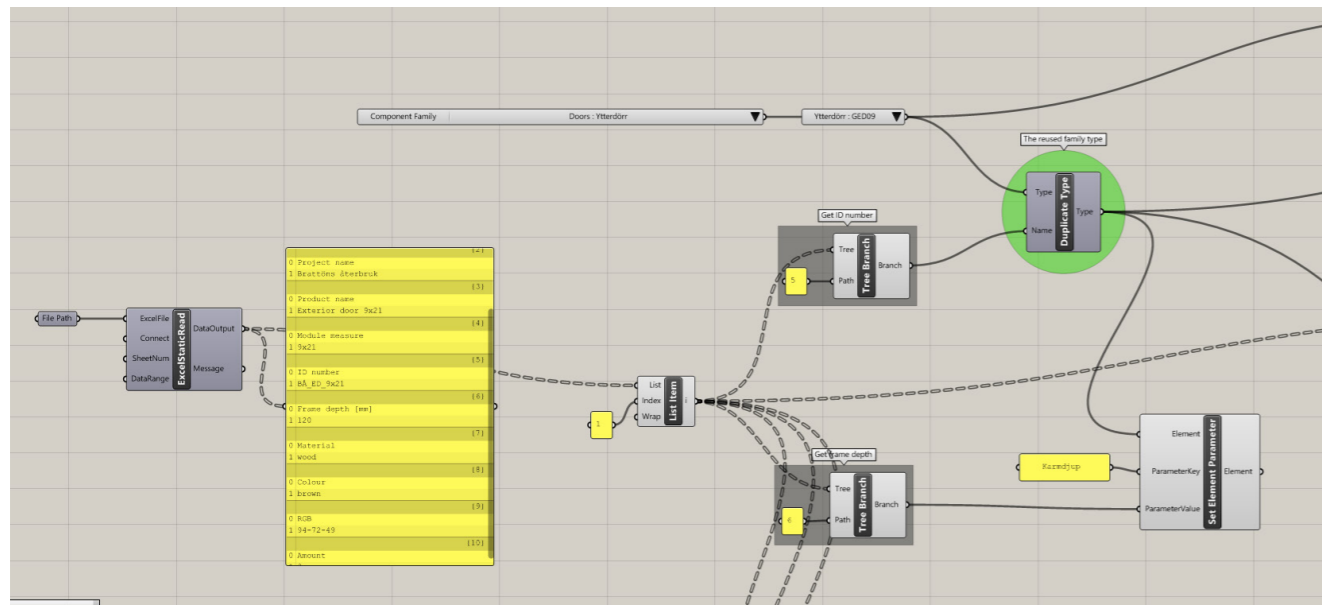 Component Family
Doors : Ytterdörr
Ytterdörr : GED09
The reused family type
Type
Name
Duplicate Type
Type
Get ID number
Tree
Path
Tree Branch
Branch
5
{2}
0 Project name
1 Brattöns återbruk
{3}
0 Product name
1 Exterior door 9x21
{4}
0 Module measure
1 9x21
{5}
0 ID number
1 BÅ_ED_9x21
{6}
0 Frame depth [mm]
1 120
{7}
0 Material
1 wood
{8}
0 Colour
1 brown
{9}
0 RGB
1 94-72-49
{10}
0 Amount
File Path
ExcelFile
Connect
SheetNum
DataRange
ExcelStaticRead
DataOutput
Message
List
Index
Wrap
List Item
i
1
Get frame depth
Tree
Path
Tree Branch
Branch
6
Karmdjup
Element
ParameterKey
ParameterValue
Set Element Parameter
Element